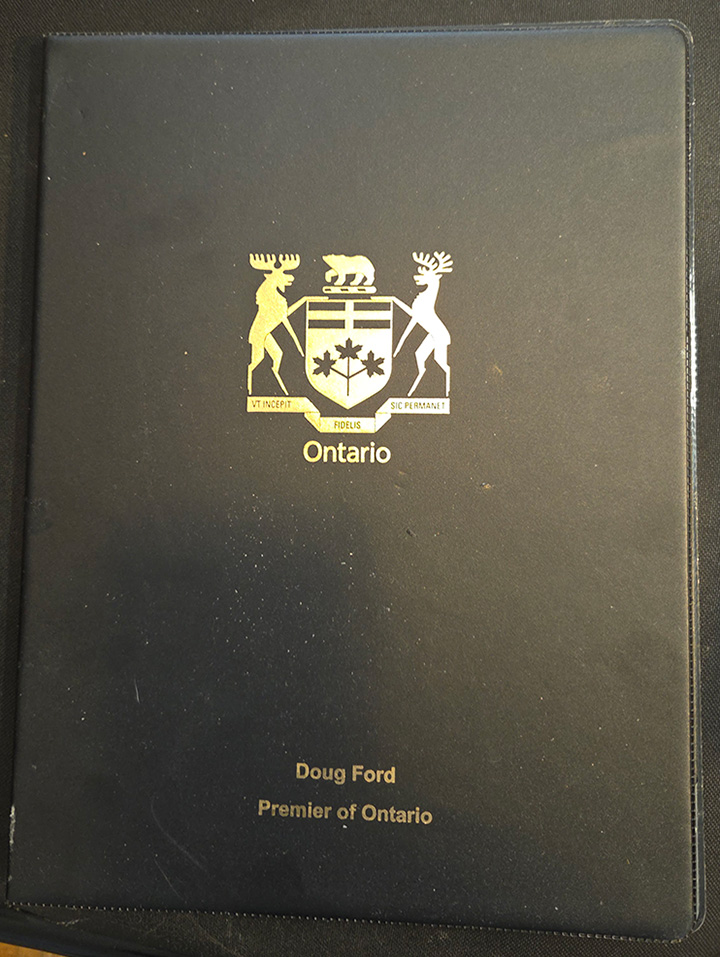 VT INCEPIT
FIDELIS
SIC PERMANET
Ontario
Doug Ford
Premier of Ontario